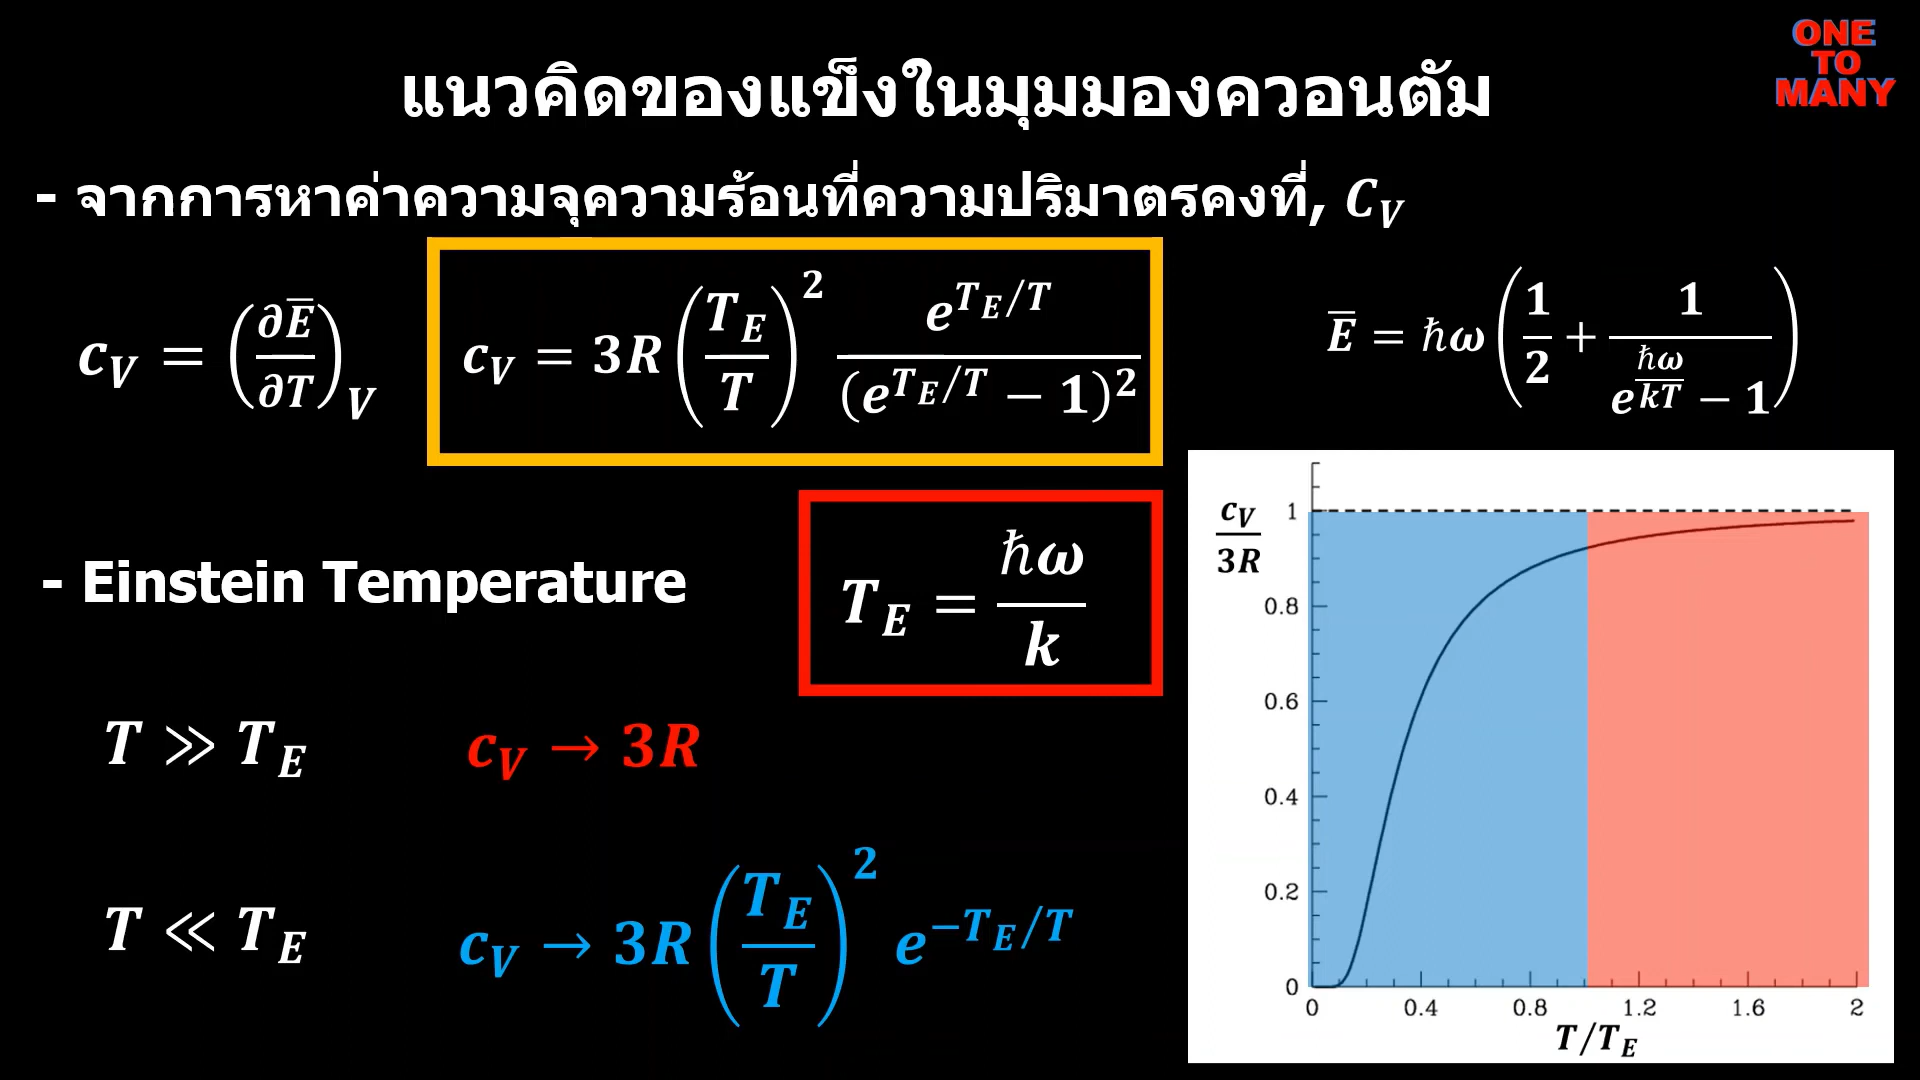 ONE
TO
MANY
แนวคิดของแข็งในมุมมองควอนตัม
- จากการหาค่าความจุความร้อนที่ความปริมาตรคงที่, C_V
c_V = (∂E̅/∂T)_V
c_V = 3R (T_E/T)^2 e^{T_E/T}/(e^{T_E/T} − 1)^2
E̅ = ℏω (1/2 + 1/(e^{ℏω/kT} − 1))
- Einstein Temperature
T_E = ℏω/k
T ≫ T_E
c_V → 3R
T ≪ T_E
c_V → 3R (T_E/T)^2 e^{−T_E/T}
c_V/3R
1
0.8
0.6
0.4
0.2
0
0 0.4 0.8 1.2 1.6 2
T/T_E